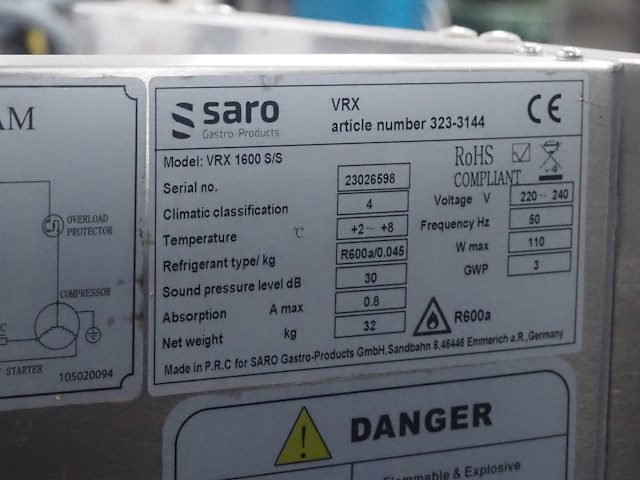 AM
OVERLOAD
PROTECTOR
COMPRESSOR
STARTER
105020094
saro
Gastro-Products
VRX
article number 323-3144
CE
Model: VRX 1600 S/S
RoHS
COMPLIANT
Serial no. 23026598
Climatic classification 4
Temperature °C +2~ +8
Refrigerant type/ kg R600a/0.045
Sound pressure level dB 30
Absorption A max 0.8
Net weight kg 32
Voltage V 220~ 240
Frequency Hz 50
W max 110
GWP 3
R600a
Made in P.R.C for SARO Gastro-Products GmbH,Sandbahn 6,46446 Emmerich a.R.,Germany
DANGER
Flammable & Explosive